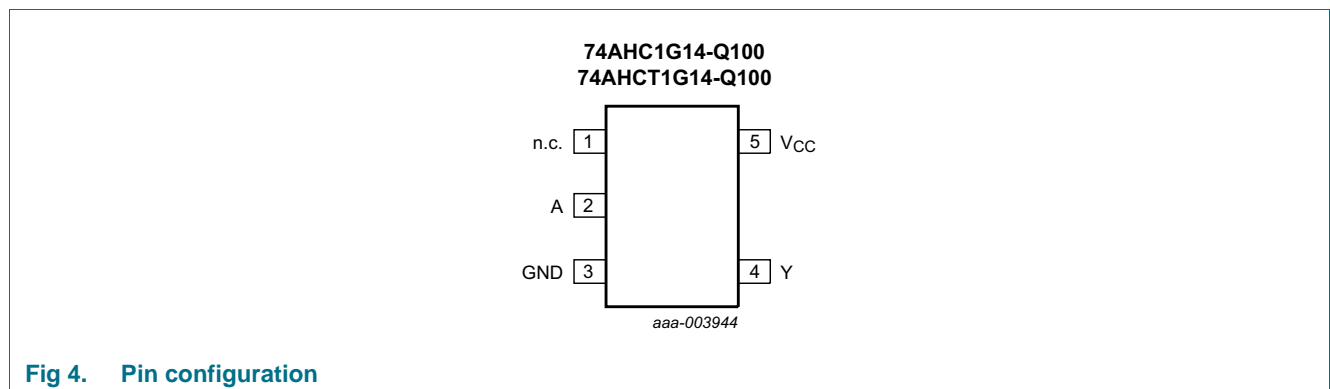 74AHC1G14-Q100
74AHCT1G14-Q100
n.c. 1 5 VCC
A 2
GND 3 4 Y
aaa-003944
Fig 4. Pin configuration